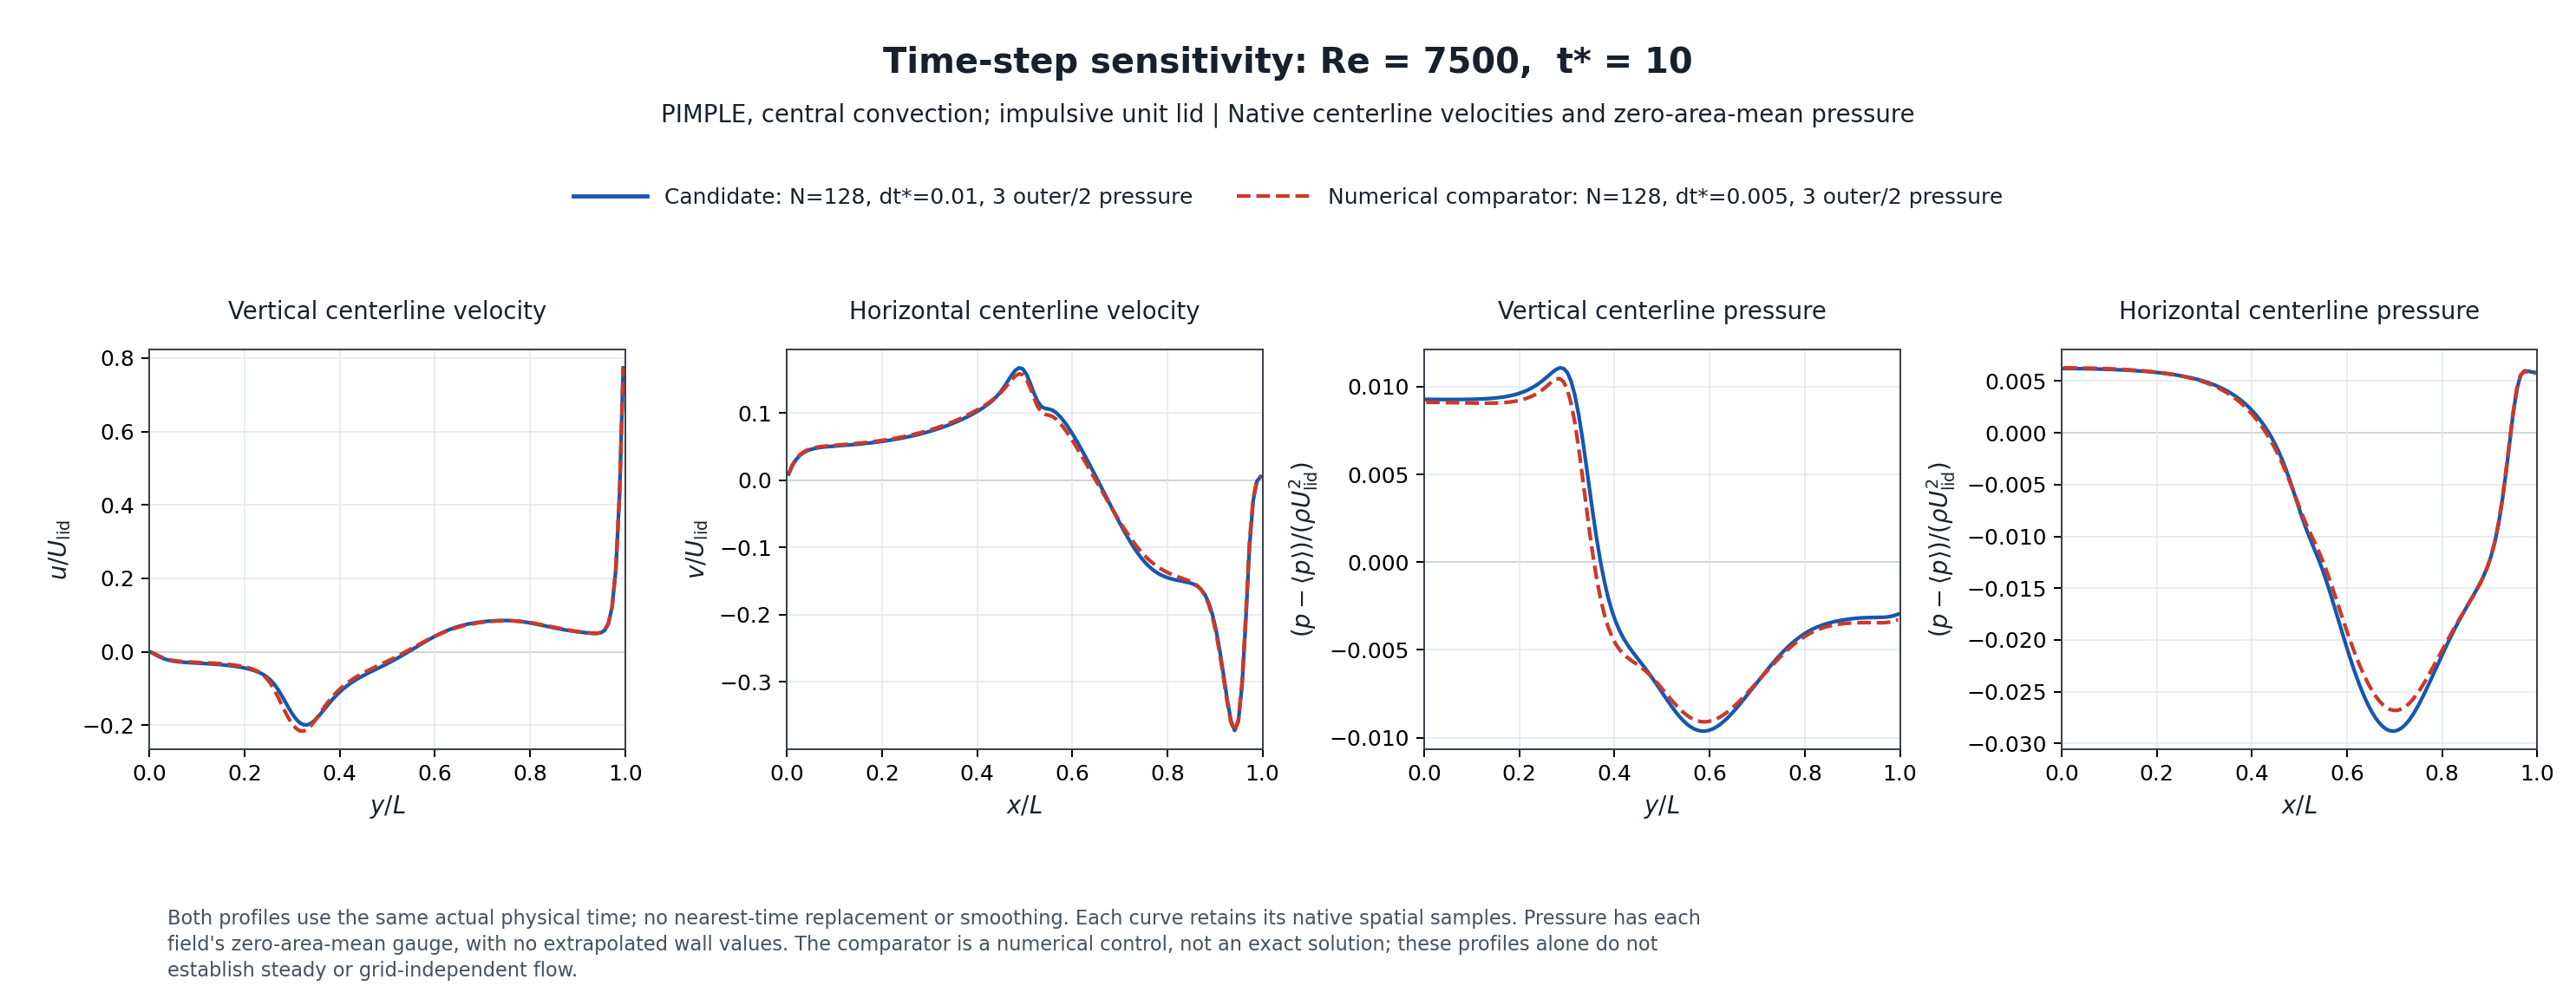 Time-step sensitivity: Re = 7500,  t* = 10
PIMPLE, central convection; impulsive unit lid | Native centerline velocities and zero-area-mean pressure
Candidate: N=128, dt*=0.01, 3 outer/2 pressure
Numerical comparator: N=128, dt*=0.005, 3 outer/2 pressure
Vertical centerline velocity
0.8
0.6
0.4
0.2
0.0
−0.2
u/U_lid
0.0 0.2 0.4 0.6 0.8 1.0
y/L
Horizontal centerline velocity
0.1
0.0
−0.1
−0.2
−0.3
v/U_lid
0.0 0.2 0.4 0.6 0.8 1.0
x/L
Vertical centerline pressure
0.010
0.005
0.000
−0.005
−0.010
(p − ⟨p⟩)/(ρU²_lid)
0.0 0.2 0.4 0.6 0.8 1.0
y/L
Horizontal centerline pressure
0.005
0.000
−0.005
−0.010
−0.015
−0.020
−0.025
−0.030
(p − ⟨p⟩)/(ρU²_lid)
0.0 0.2 0.4 0.6 0.8 1.0
x/L
Both profiles use the same actual physical time; no nearest-time replacement or smoothing. Each curve retains its native spatial samples. Pressure has each
field's zero-area-mean gauge, with no extrapolated wall values. The comparator is a numerical control, not an exact solution; these profiles alone do not
establish steady or grid-independent flow.